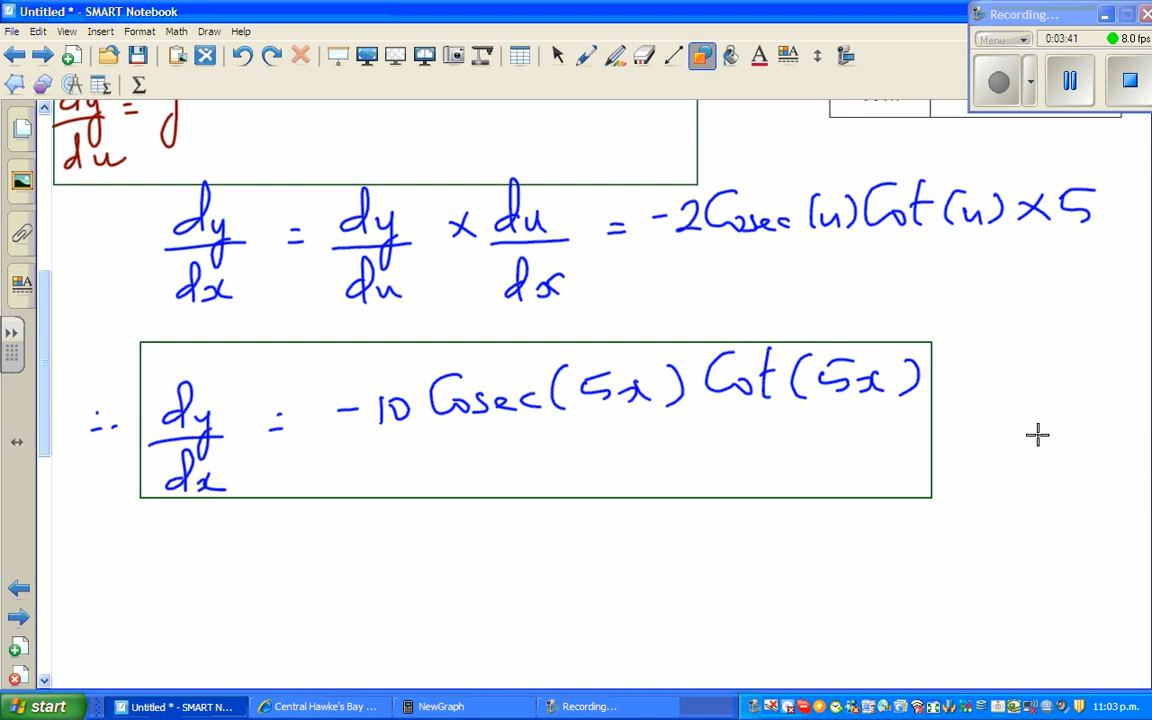 Untitled * - SMART Notebook
Recording...
File Edit View Insert Format Math Draw Help
Menu 0:03:41 8.0 fps
dy/du = y
dy/dx = dy/du × du/dx = -2Cosec(u)Cot(u) × 5
∴ dy/dx = -10 Cosec(5x) Cot(5x)
start Untitled * - SMART N... Central Hawke's Bay ... NewGraph Recording... 11:03 p.m.